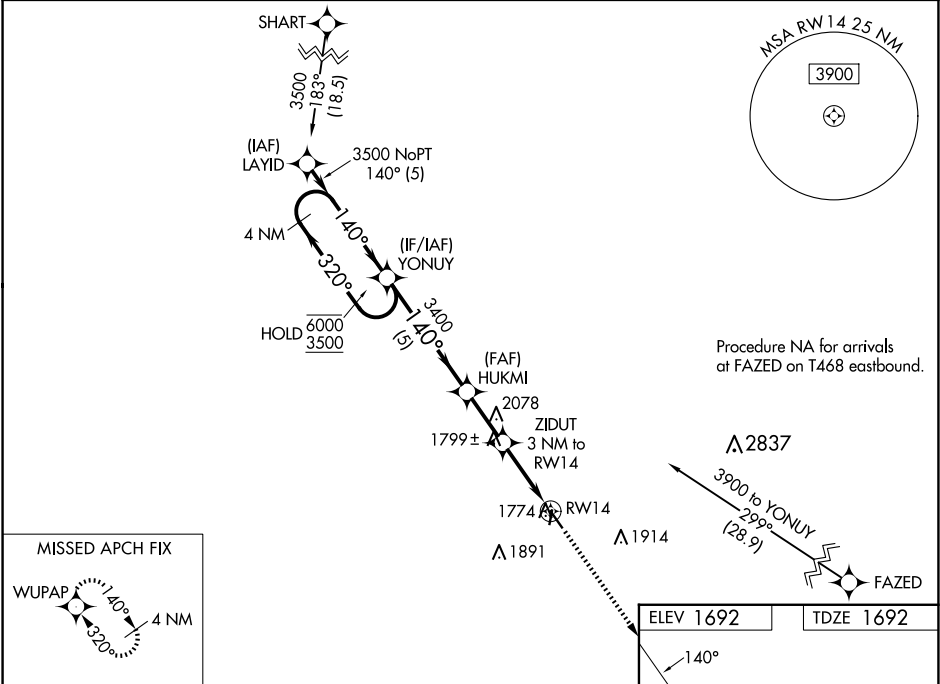 SHART
3500
183°
(18.5)
MSA RW14 25 NM
3900
(IAF)
LAYID
3500 NoPT
140° (5)
4 NM
140°
320°
(IF/IAF)
YONUY
HOLD 6000
3500
3400
140°
(5)
(FAF)
HUKMI
Procedure NA for arrivals
at FAZED on T468 eastbound.
2078
1799±
ZIDUT
3 NM to
RW14
2837
3900 to YONUY
299°
(28.9)
1774
RW14
1914
1891
FAZED
MISSED APCH FIX
WUPAP
140°
4 NM
320°
ELEV 1692
TDZE 1692
140°